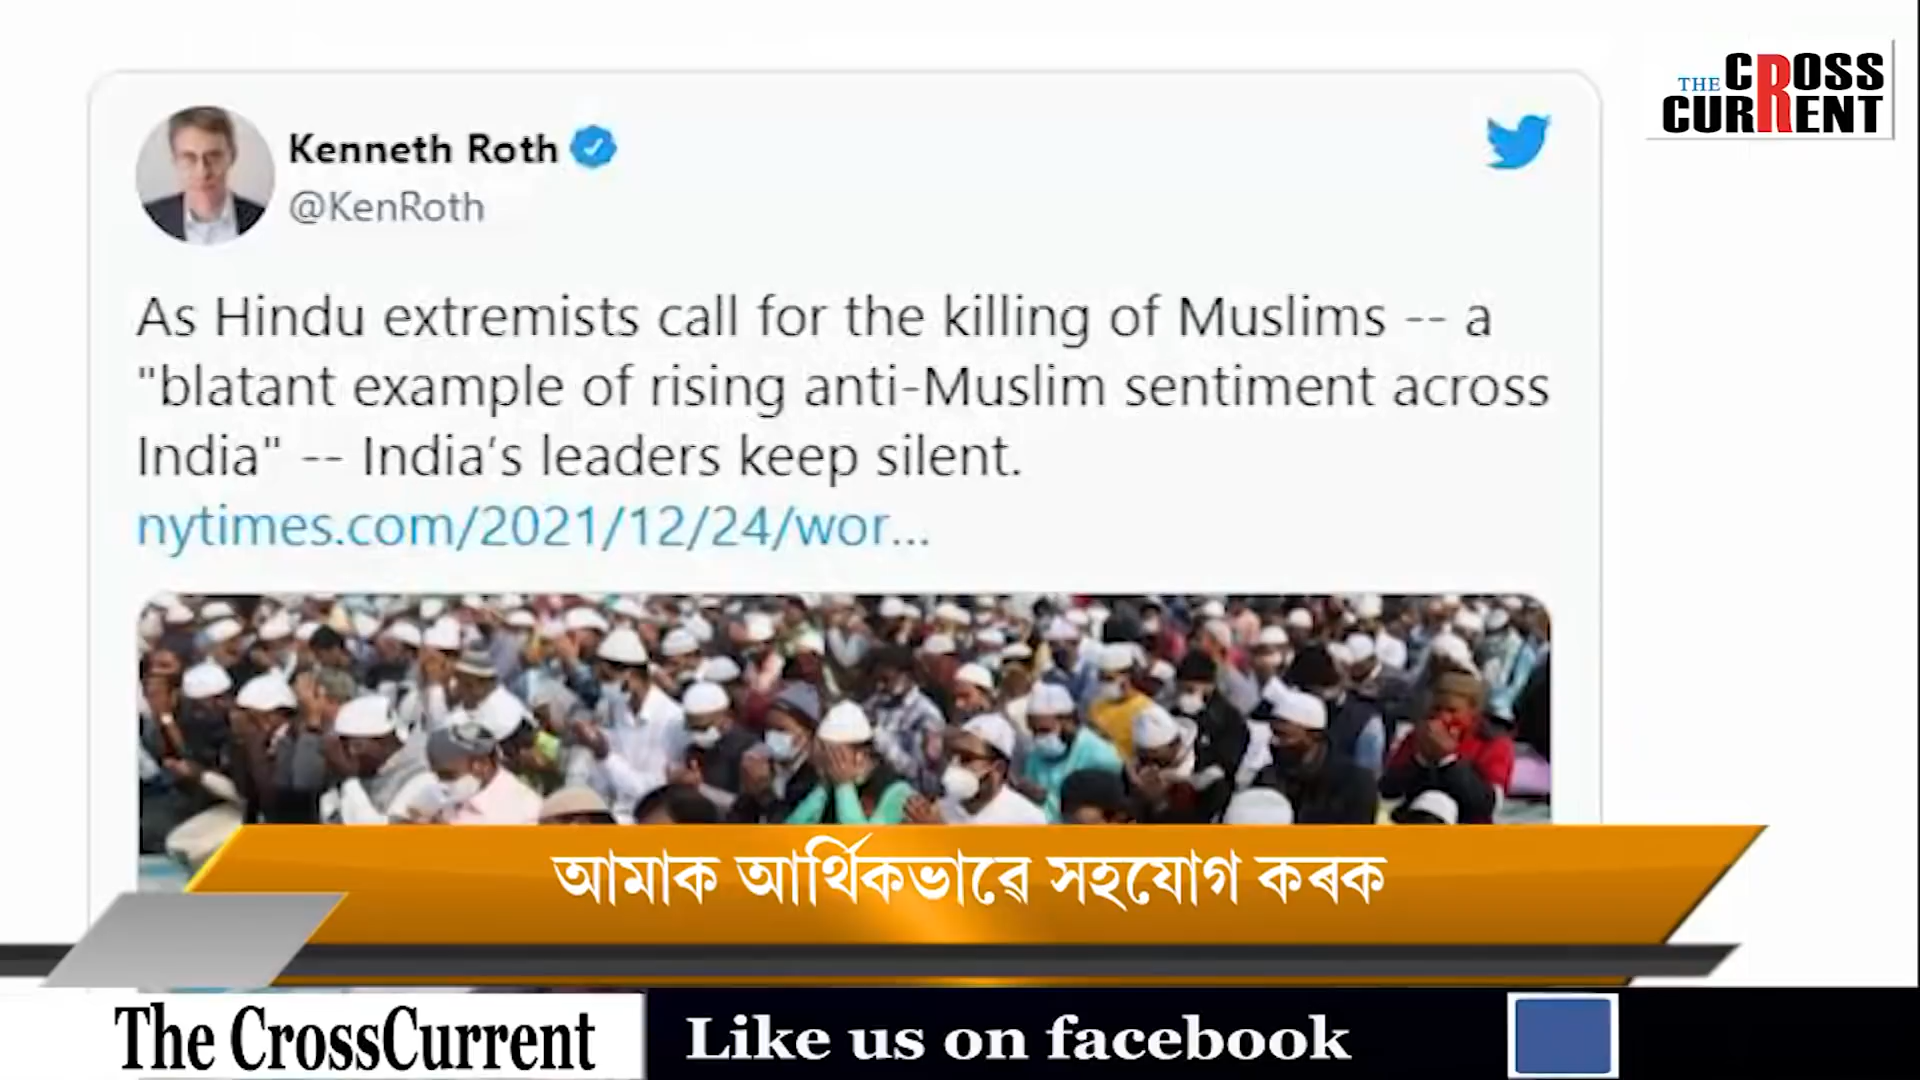 THE CROSS
CURRENT
Kenneth Roth
@KenRoth
As Hindu extremists call for the killing of Muslims -- a
"blatant example of rising anti-Muslim sentiment across
India" -- India's leaders keep silent.
nytimes.com/2021/12/24/wor...
আমাক আৰ্থিকভাৱে সহযোগ কৰক
The CrossCurrent
Like us on facebook